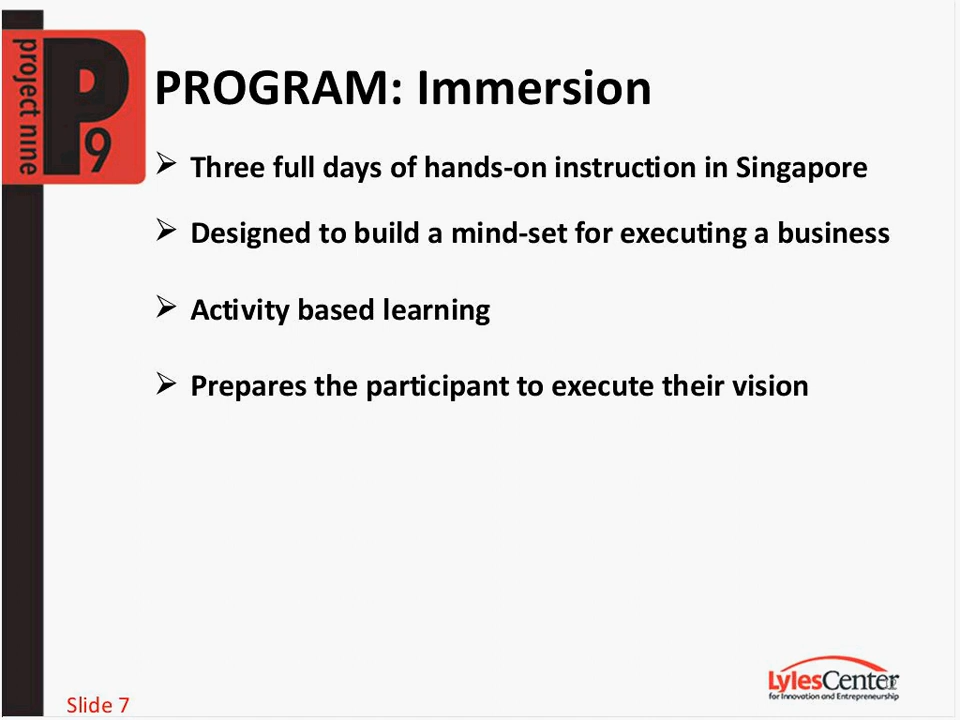 project nine
P9
PROGRAM: Immersion
➢ Three full days of hands-on instruction in Singapore
➢ Designed to build a mind-set for executing a business
➢ Activity based learning
➢ Prepares the participant to execute their vision
LylesCenter
for Innovation and Entrepreneurship
Slide 7